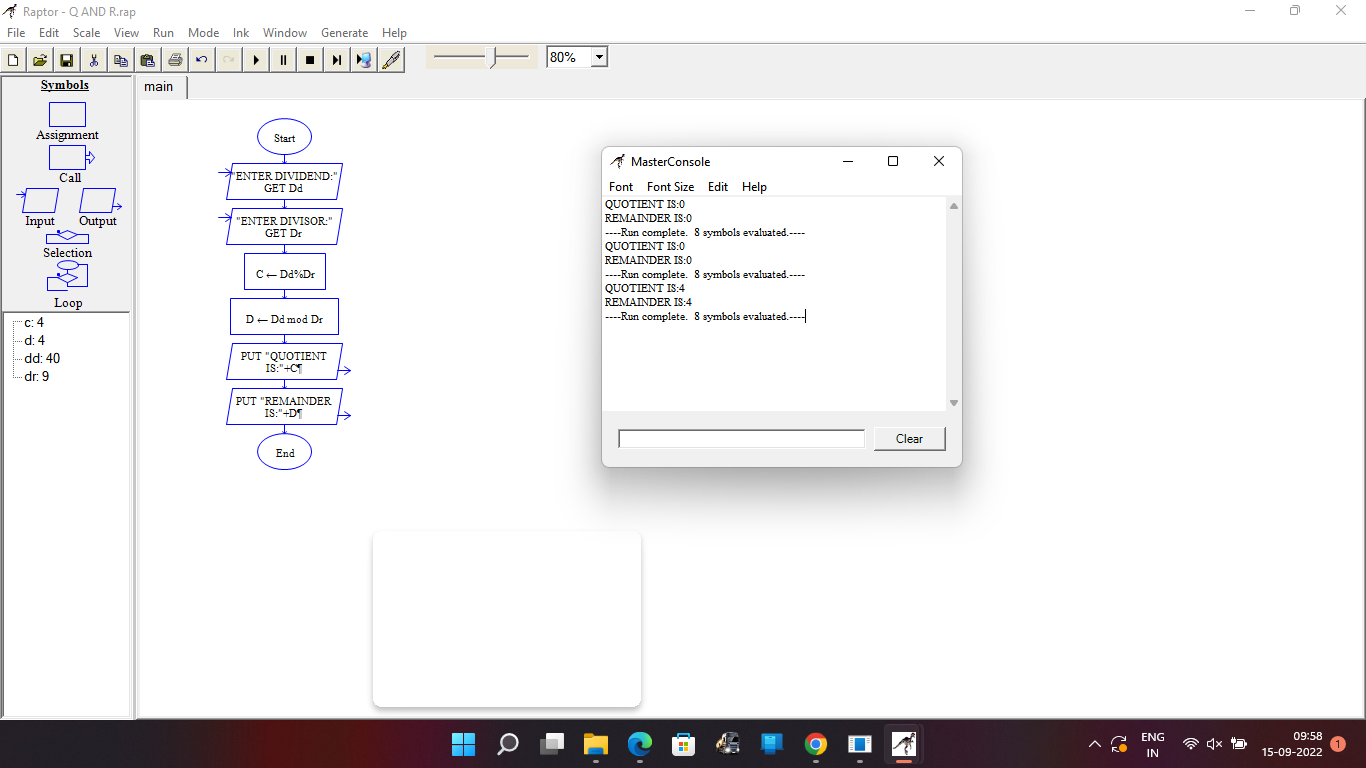 Raptor - Q AND R.rap
File Edit Scale View Run Mode Ink Window Generate Help
80%
Symbols
Assignment
Call
Input Output
Selection
Loop
c: 4
d: 4
dd: 40
dr: 9
main
Start
"ENTER DIVIDEND:"
GET Dd
"ENTER DIVISOR:"
GET Dr
C ← Dd%Dr
D ← Dd mod Dr
PUT "QUOTIENT
IS:"+C¶
PUT "REMAINDER
IS:"+D¶
End
MasterConsole
Font Font Size Edit Help
QUOTIENT IS:0
REMAINDER IS:0
----Run complete. 8 symbols evaluated.----
QUOTIENT IS:0
REMAINDER IS:0
----Run complete. 8 symbols evaluated.----
QUOTIENT IS:4
REMAINDER IS:4
----Run complete. 8 symbols evaluated.----
Clear
ENG
IN
09:58
15-09-2022
1